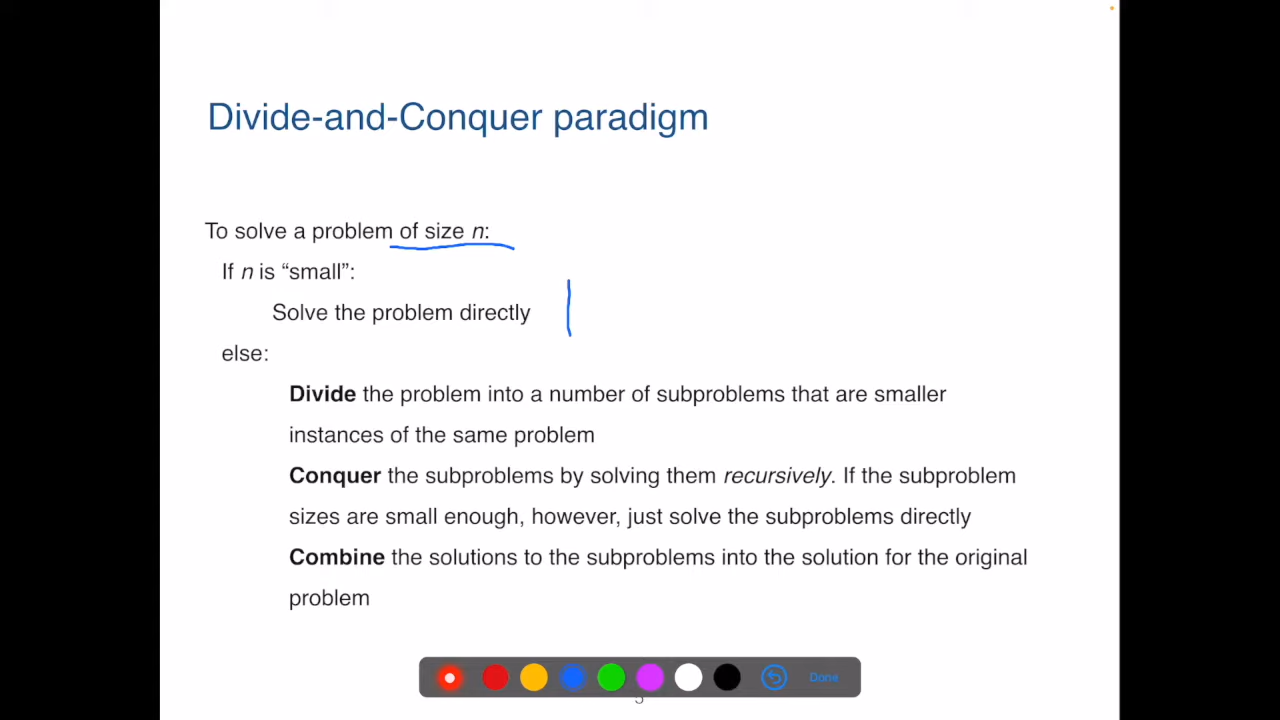 Divide-and-Conquer paradigm
To solve a problem of size n:
If n is “small”:
Solve the problem directly
else:
Divide the problem into a number of subproblems that are smaller
instances of the same problem
Conquer the subproblems by solving them recursively. If the subproblem
sizes are small enough, however, just solve the subproblems directly
Combine the solutions to the subproblems into the solution for the original
problem
Done